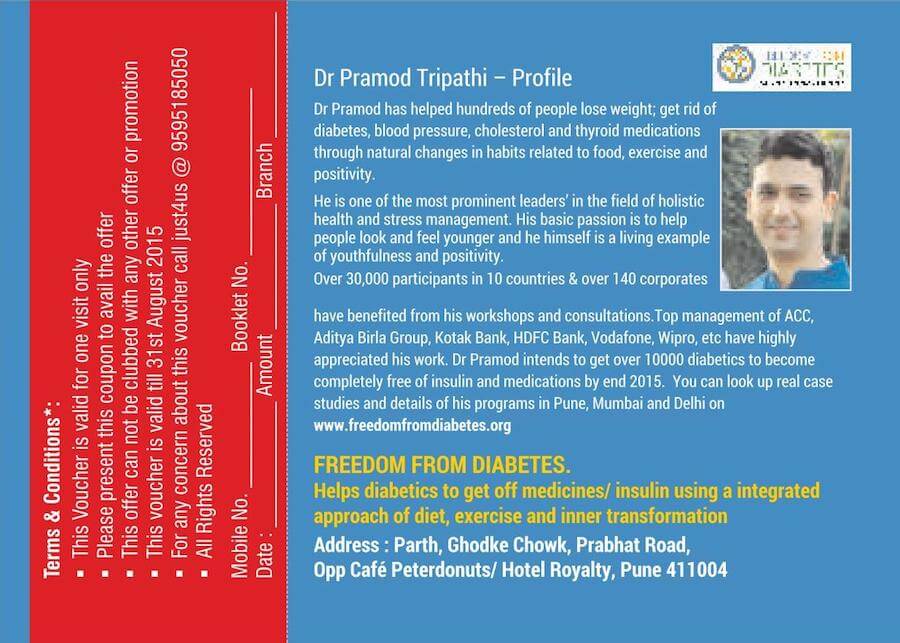 Terms & Conditions*:
▪ This Voucher is valid for one visit only
▪ Please present this coupon to avail the offer
▪ This offer can not be clubbed with any other offer or promotion
▪ This voucher is valid till 31st August 2015
▪ For any concern about this voucher call just4us @ 9595185050
▪ All Rights Reserved
Mobile No. Booklet No.
Date : Amount Branch
DIABETES
Dr Pramod Tripathi – Profile
Dr Pramod has helped hundreds of people lose weight; get rid of
diabetes, blood pressure, cholesterol and thyroid medications
through natural changes in habits related to food, exercise and
positivity.
He is one of the most prominent leaders’ in the field of holistic
health and stress management. His basic passion is to help
people look and feel younger and he himself is a living example
of youthfulness and positivity.
Over 30,000 participants in 10 countries & over 140 corporates
have benefited from his workshops and consultations.Top management of ACC,
Aditya Birla Group, Kotak Bank, HDFC Bank, Vodafone, Wipro, etc have highly
appreciated his work. Dr Pramod intends to get over 10000 diabetics to become
completely free of insulin and medications by end 2015. You can look up real case
studies and details of his programs in Pune, Mumbai and Delhi on
www.freedomfromdiabetes.org
FREEDOM FROM DIABETES.
Helps diabetics to get off medicines/ insulin using a integrated
approach of diet, exercise and inner transformation
Address : Parth, Ghodke Chowk, Prabhat Road,
Opp Café Peterdonuts/ Hotel Royalty, Pune 411004